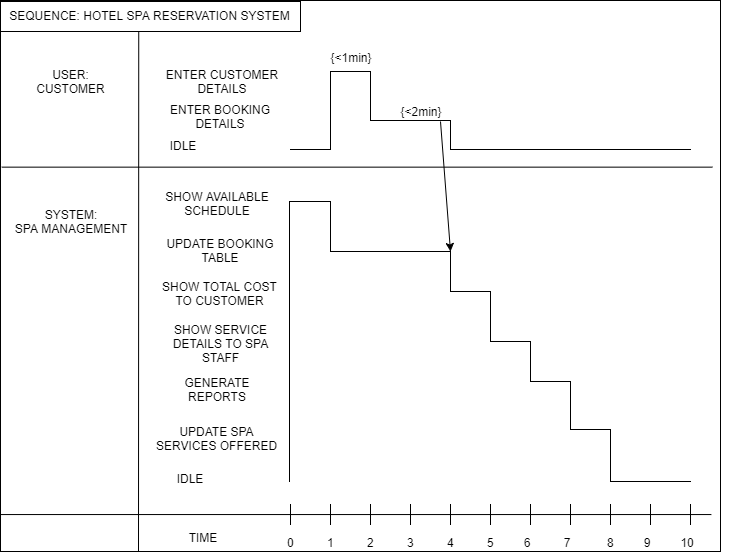 SEQUENCE: HOTEL SPA RESERVATION SYSTEM
{<1min}
USER:
CUSTOMER
ENTER CUSTOMER
DETAILS
ENTER BOOKING
DETAILS
{<2min}
IDLE
SYSTEM:
SPA MANAGEMENT
SHOW AVAILABLE
SCHEDULE
UPDATE BOOKING
TABLE
SHOW TOTAL COST
TO CUSTOMER
SHOW SERVICE
DETAILS TO SPA
STAFF
GENERATE
REPORTS
UPDATE SPA
SERVICES OFFERED
IDLE
TIME
0 1 2 3 4 5 6 7 8 9 10